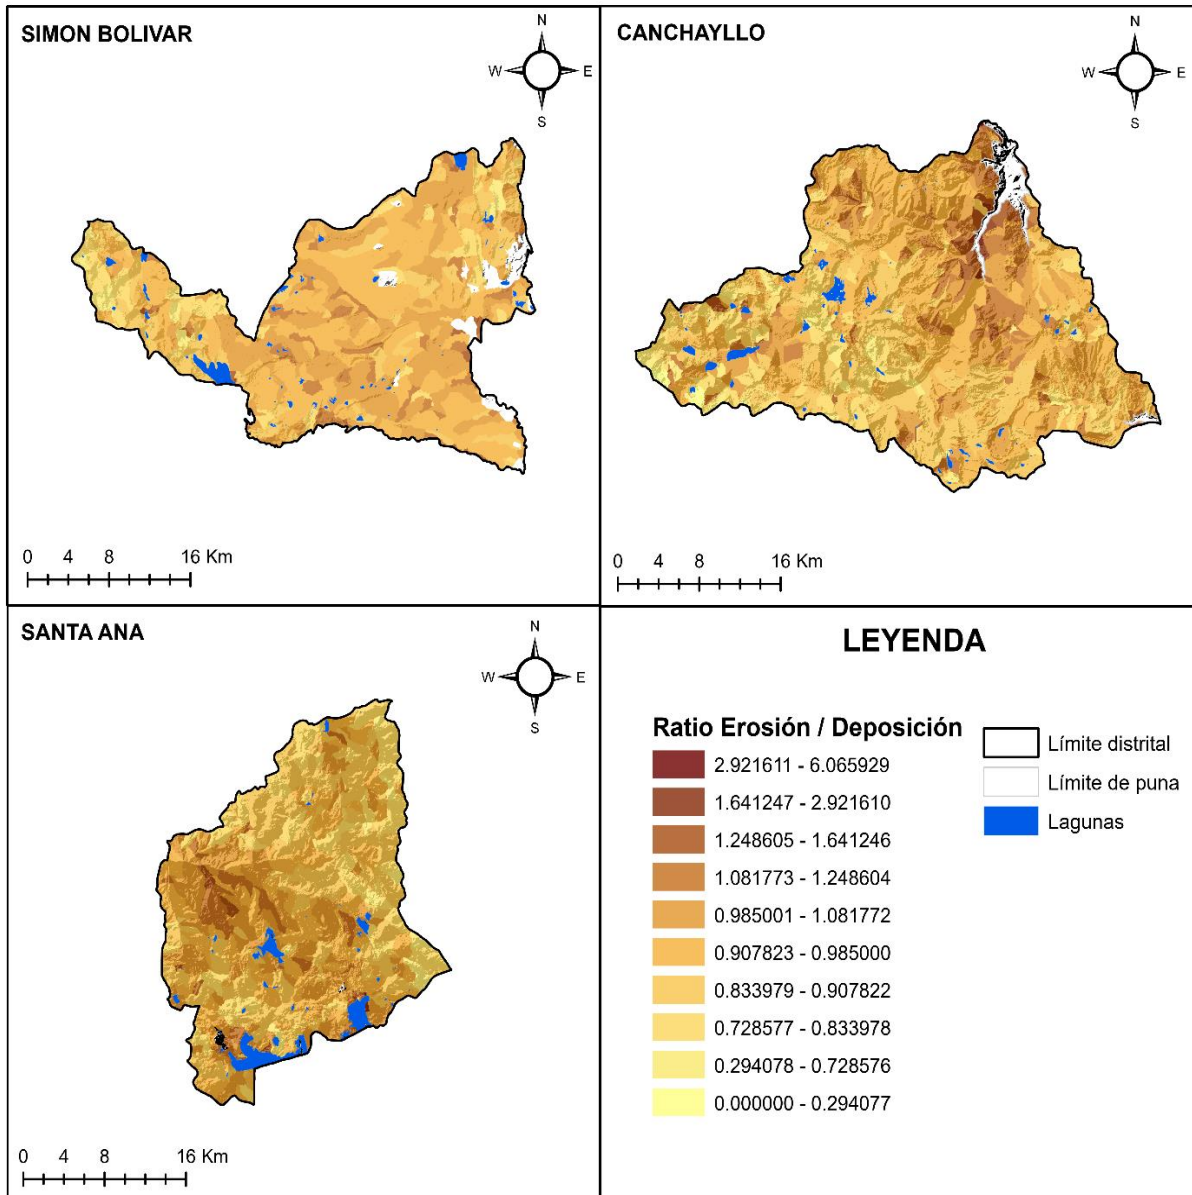 SIMON BOLIVAR
N
W E
S
0 4 8 16 Km
CANCHAYLLO
N
W E
S
0 4 8 16 Km
SANTA ANA
N
W E
S
0 4 8 16 Km
LEYENDA
Ratio Erosión / Deposición
2.921611 - 6.065929
1.641247 - 2.921610
1.248605 - 1.641246
1.081773 - 1.248604
0.985001 - 1.081772
0.907823 - 0.985000
0.833979 - 0.907822
0.728577 - 0.833978
0.294078 - 0.728576
0.000000 - 0.294077
Límite distrital
Límite de puna
Lagunas